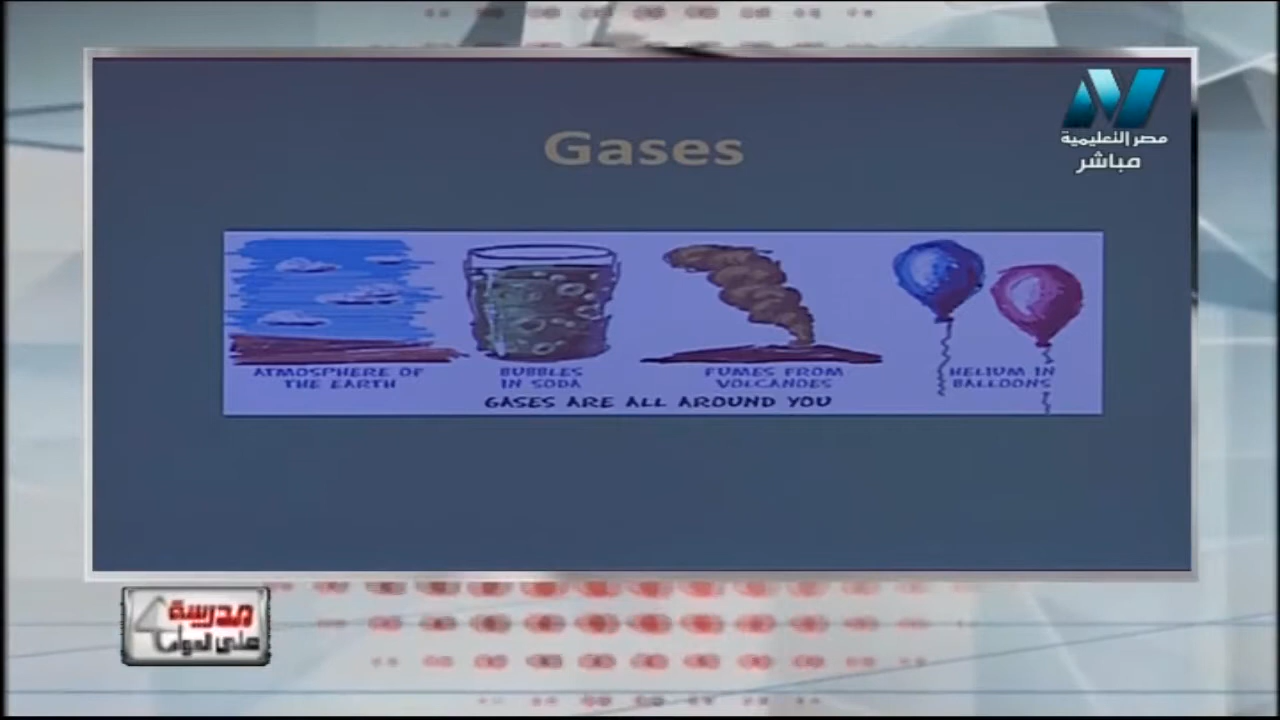 مصر التعليمية
مباشر
Gases
ATMOSPHERE OF
THE EARTH
BUBBLES
IN SODA
FUMES FROM
VOLCANOES
HELIUM IN
BALLOONS
GASES ARE ALL AROUND YOU
مدرسة
على الهواء